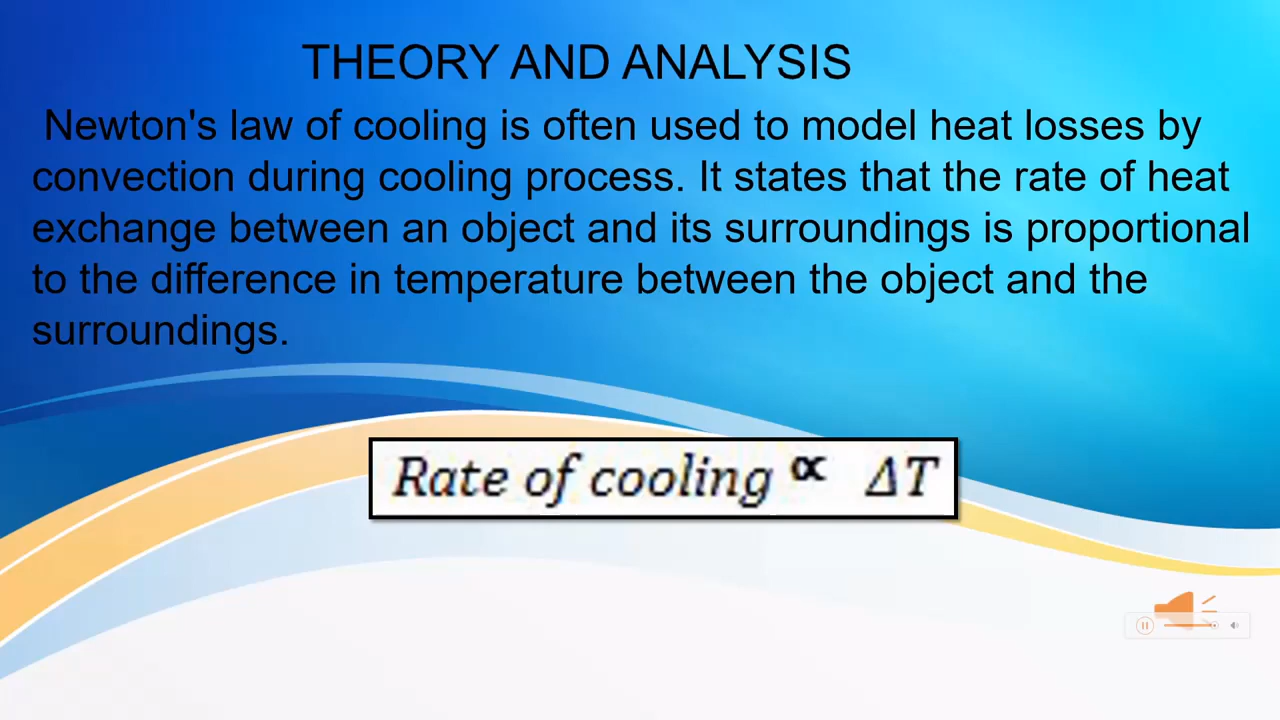 THEORY AND ANALYSIS
Newton's law of cooling is often used to model heat losses by
convection during cooling process. It states that the rate of heat
exchange between an object and its surroundings is proportional
to the difference in temperature between the object and the
surroundings.
Rate of cooling ∝ ΔT